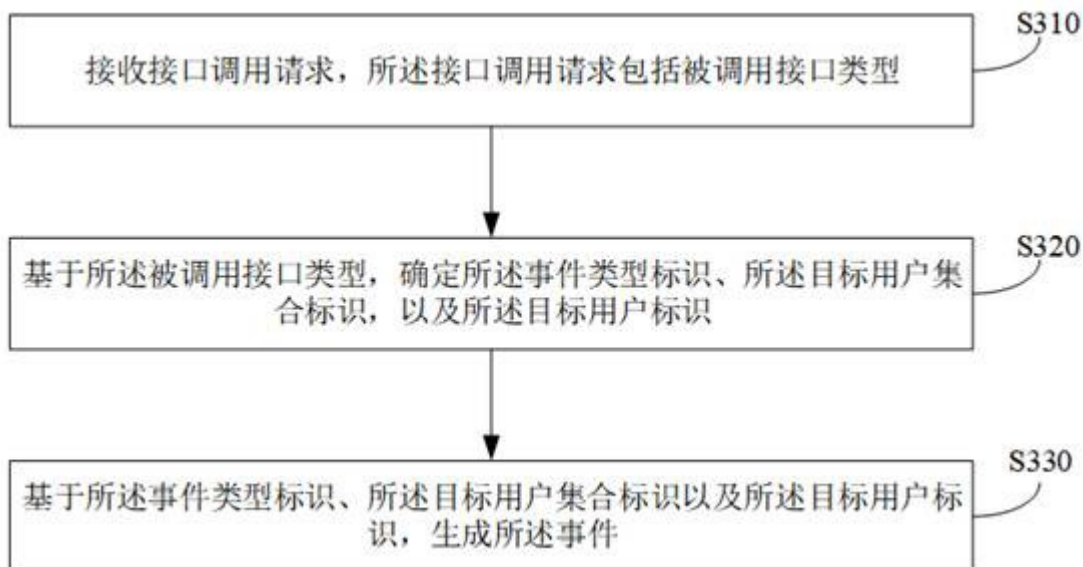 S310
接收接口调用请求，所述接口调用请求包括被调用接口类型
S320
基于所述被调用接口类型，确定所述事件类型标识、所述目标用户集
合标识，以及所述目标用户标识
S330
基于所述事件类型标识、所述目标用户集合标识以及所述目标用户标
识，生成所述事件